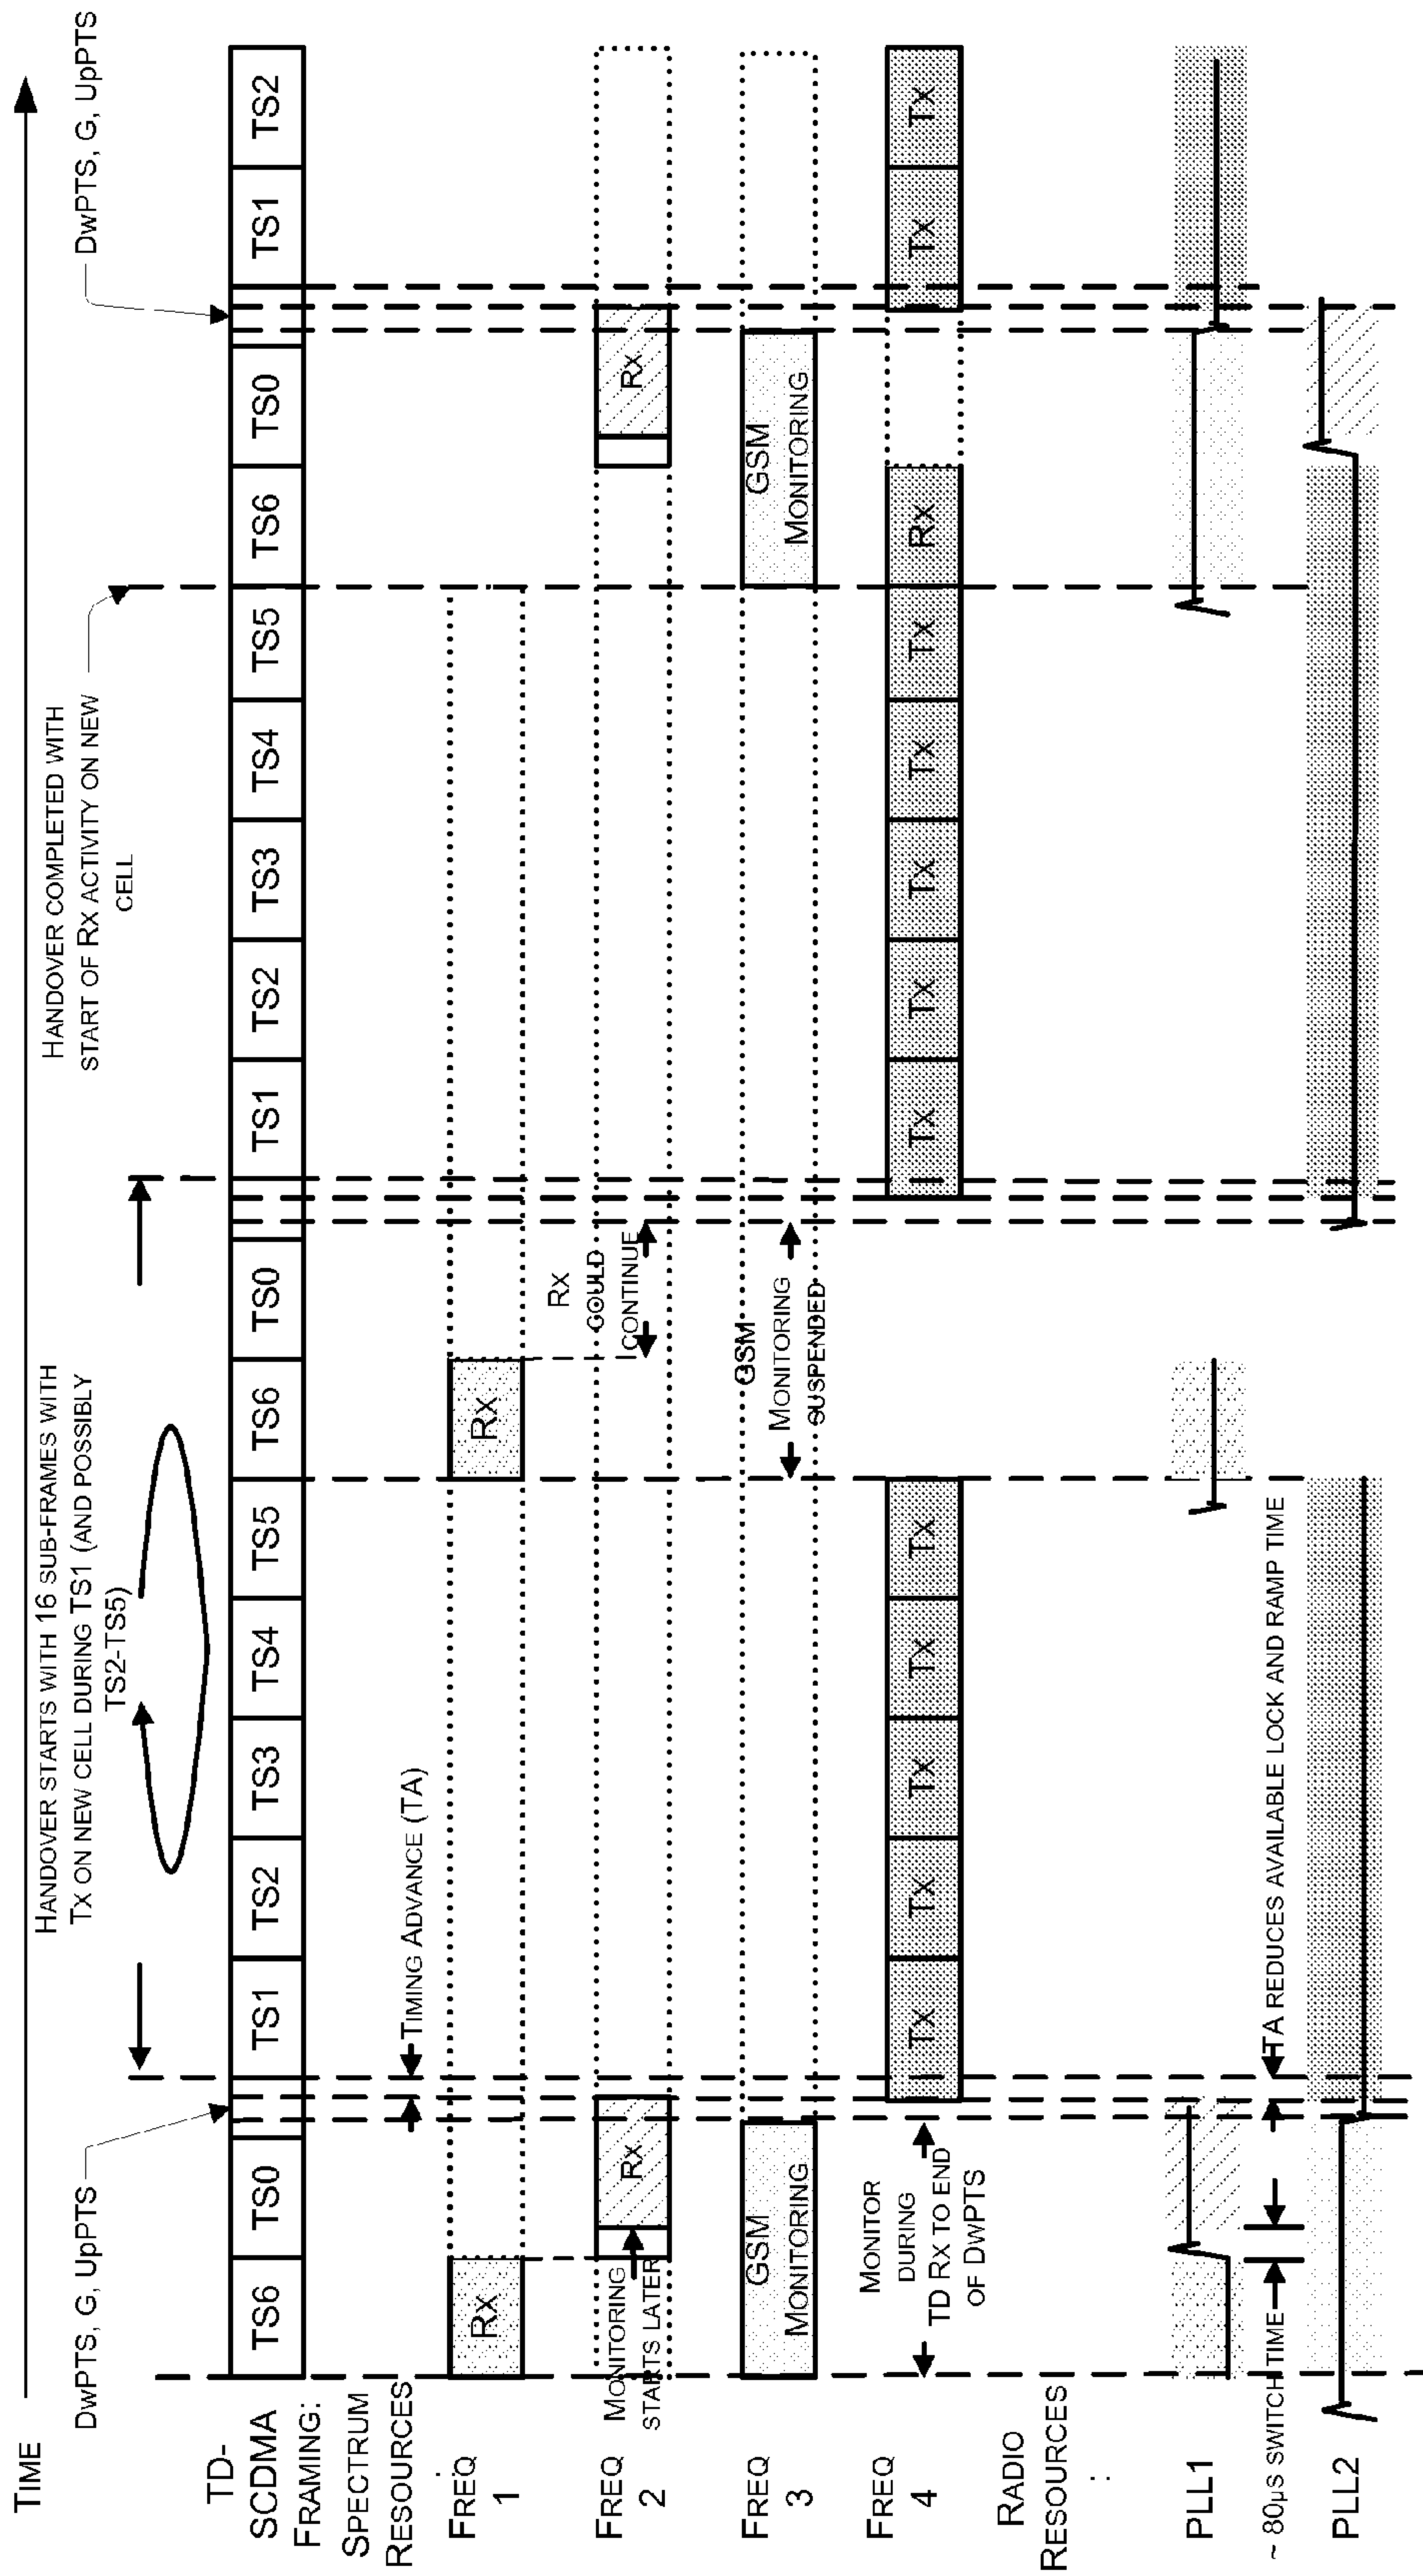 TIME
HANDOVER STARTS WITH 16 SUB-FRAMES WITH
TX ON NEW CELL DURING TS1 (AND POSSIBLY
TS2-TS5)
HANDOVER COMPLETED WITH
START OF RX ACTIVITY ON NEW
CELL
DwPTS, G, UpPTS
DwPTS, G, UpPTS
TD-
SCDMA
FRAMING:
TS6 TS0 TS1 TS2 TS3 TS4 TS5 TS6 TS0 TS1 TS2 TS3 TS4 TS5 TS6 TS0 TS1 TS2
SPECTRUM
RESOURCES
:
TIMING ADVANCE (TA)
FREQ
1
RX
RX
FREQ
2
MONITORING
STARTS LATER
RX
RX
COULD
CONTINUE
RX
FREQ
3
GSM
MONITORING
GSM
MONITORING
SUSPENDED
GSM
MONITORING
FREQ
4
MONITOR
DURING
TD RX TO END
OF DwPTS
TX TX TX TX TX TX TX TX TX TX RX TX TX
RADIO
RESOURCES
:
PLL1
~ 80µS SWITCH TIME
TA REDUCES AVAILABLE LOCK AND RAMP TIME
PLL2